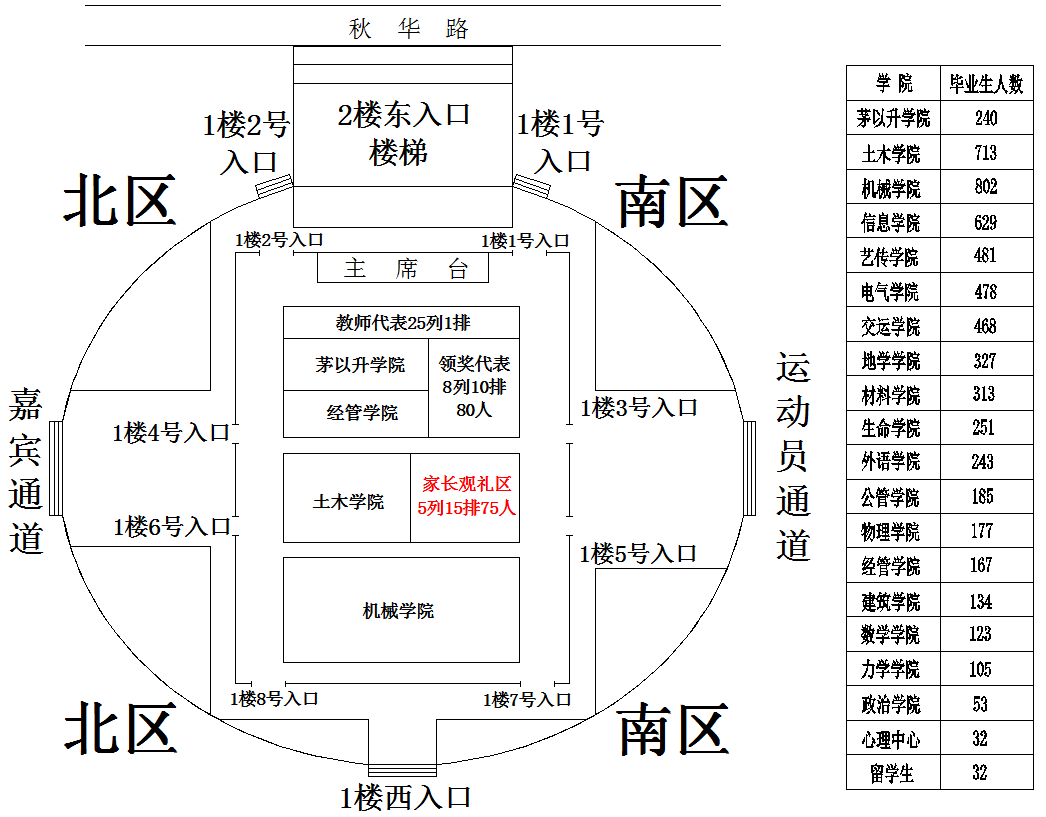 秋 华 路
2楼东入口
楼梯
1楼2号
入口
1楼1号
入口
北区
南区
1楼2号入口
1楼1号入口
主 席 台
教师代表25列1排
茅以升学院
领奖代表
8列10排
80人
经管学院
嘉宾通道
运动员通道
1楼4号入口
1楼3号入口
土木学院
家长观礼区
5列15排75人
1楼6号入口
1楼5号入口
机械学院
1楼8号入口
1楼7号入口
北区
南区
1楼西入口
学 院 毕业生人数
茅以升学院 240
土木学院 713
机械学院 802
信息学院 629
艺传学院 481
电气学院 478
交运学院 468
地学学院 327
材料学院 313
生命学院 251
外语学院 243
公管学院 185
物理学院 177
经管学院 167
建筑学院 134
数学学院 123
力学学院 105
政治学院 53
心理中心 32
留学生 32